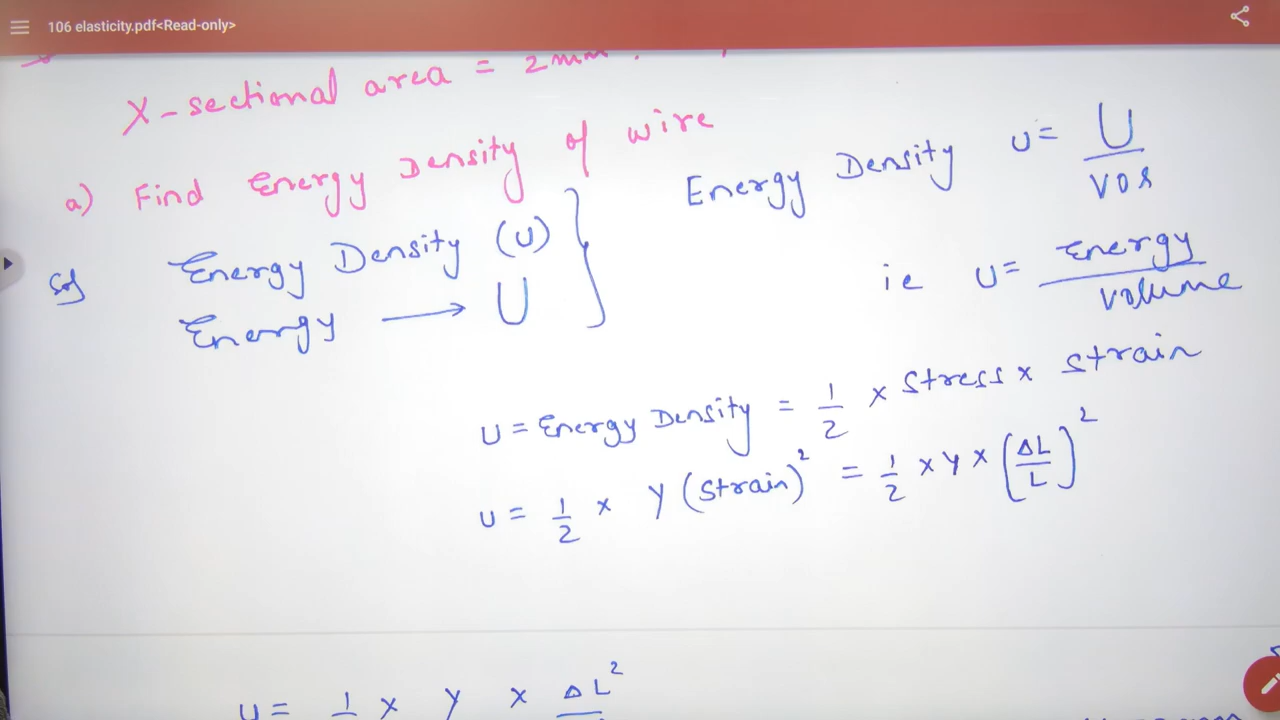 106 elasticity.pdf<Read-only>
X-sectional area = 2mm
a) Find Energy Density of wire
Sol Energy Density (u)
Energy → U
Energy Density u = U / vol
ie u = Energy / volume
u = Energy Density = 1/2 × stress × strain
u = 1/2 × Y (strain)² = 1/2 × Y × (ΔL/L)²
u = 1/ × Y × ΔL²